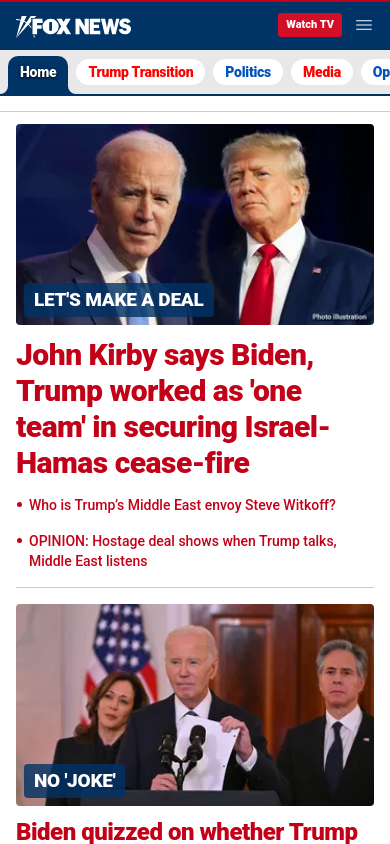 FOX NEWS
Watch TV
Home
Trump Transition
Politics
Media
Op
LET'S MAKE A DEAL
Photo illustration
John Kirby says Biden,
Trump worked as 'one
team' in securing Israel-
Hamas cease-fire
• Who is Trump’s Middle East envoy Steve Witkoff?
• OPINION: Hostage deal shows when Trump talks,
Middle East listens
NO 'JOKE'
Biden quizzed on whether Trump